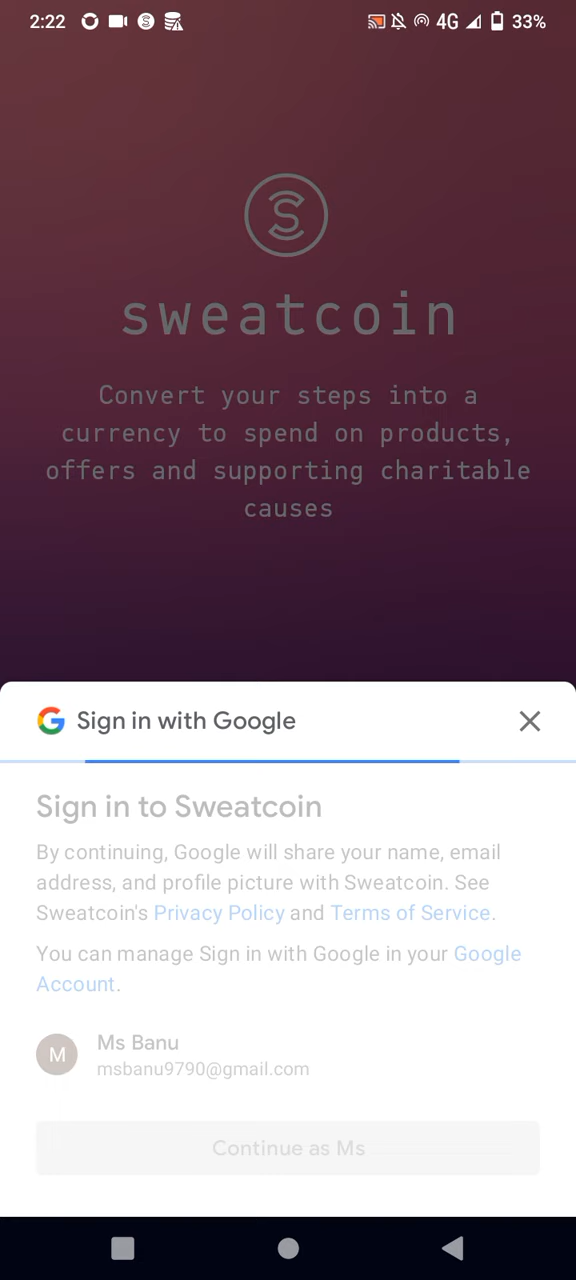 2:22 4G 33%
sweatcoin
Convert your steps into a
currency to spend on products,
offers and supporting charitable
causes
Sign in with Google
Sign in to Sweatcoin
By continuing, Google will share your name, email
address, and profile picture with Sweatcoin. See
Sweatcoin's Privacy Policy and Terms of Service.
You can manage Sign in with Google in your Google
Account.
M
Ms Banu
msbanu9790@gmail.com
Continue as Ms